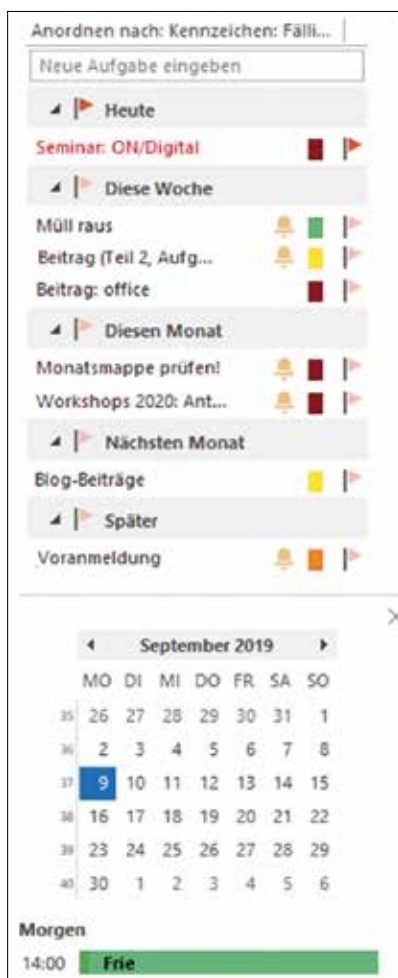 Anordnen nach: Kennzeichen: Fälli...
Neue Aufgabe eingeben
Heute
Seminar: ON/Digital
Diese Woche
Müll raus
Beitrag (Teil 2, Aufg...
Beitrag: office
Diesen Monat
Monatsmappe prüfen!
Workshops 2020: Ant...
Nächsten Monat
Blog-Beiträge
Später
Voranmeldung
September 2019
MO DI MI DO FR SA SO
35 26 27 28 29 30 31 1
36 2 3 4 5 6 7 8
37 9 10 11 12 13 14 15
38 16 17 18 19 20 21 22
39 23 24 25 26 27 28 29
40 30 1 2 3 4 5 6
Morgen
14:00 Frie